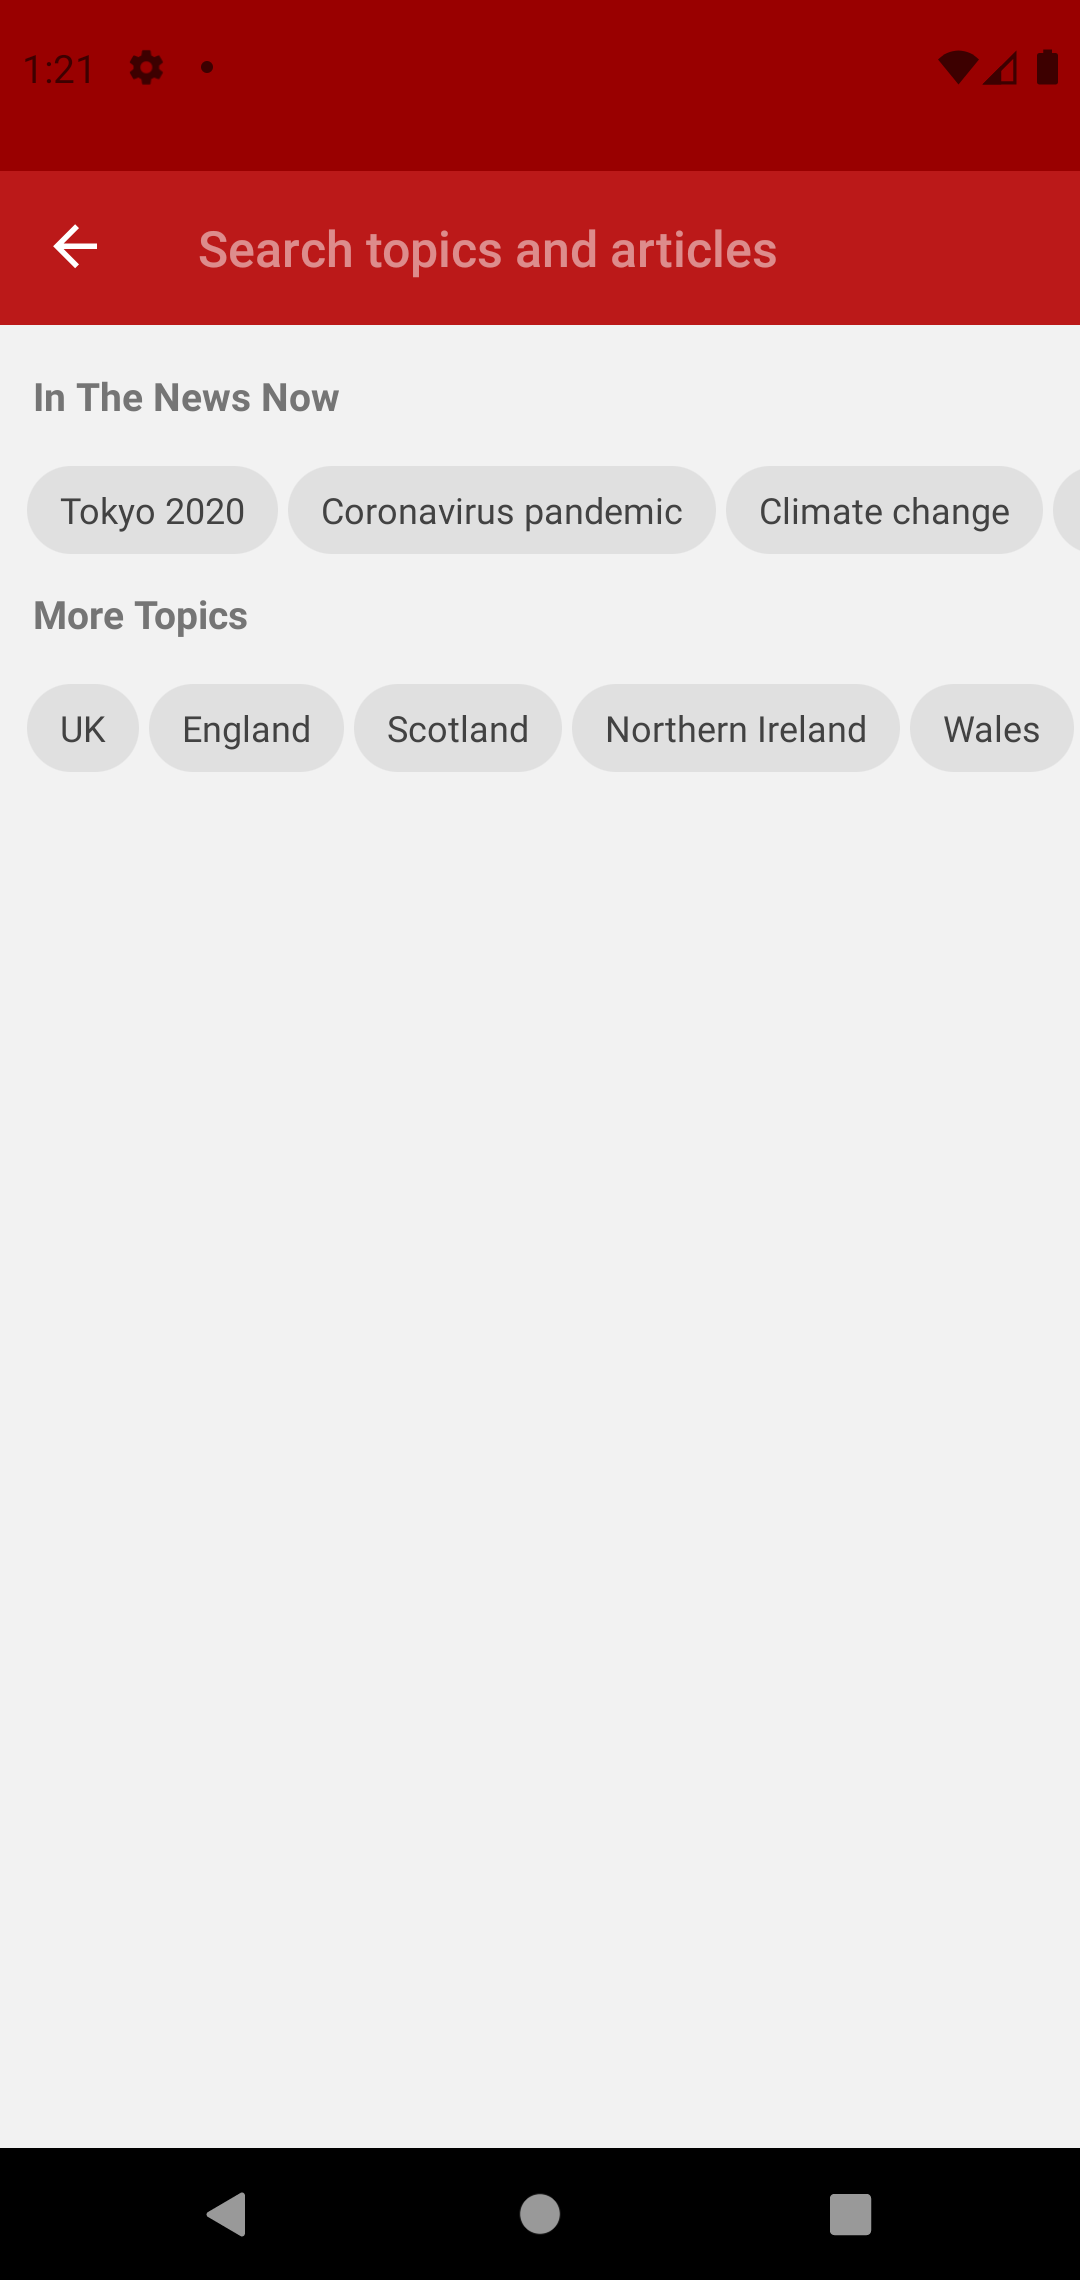 1:21
Search topics and articles
In The News Now
Tokyo 2020 Coronavirus pandemic Climate change
More Topics
UK England Scotland Northern Ireland Wales